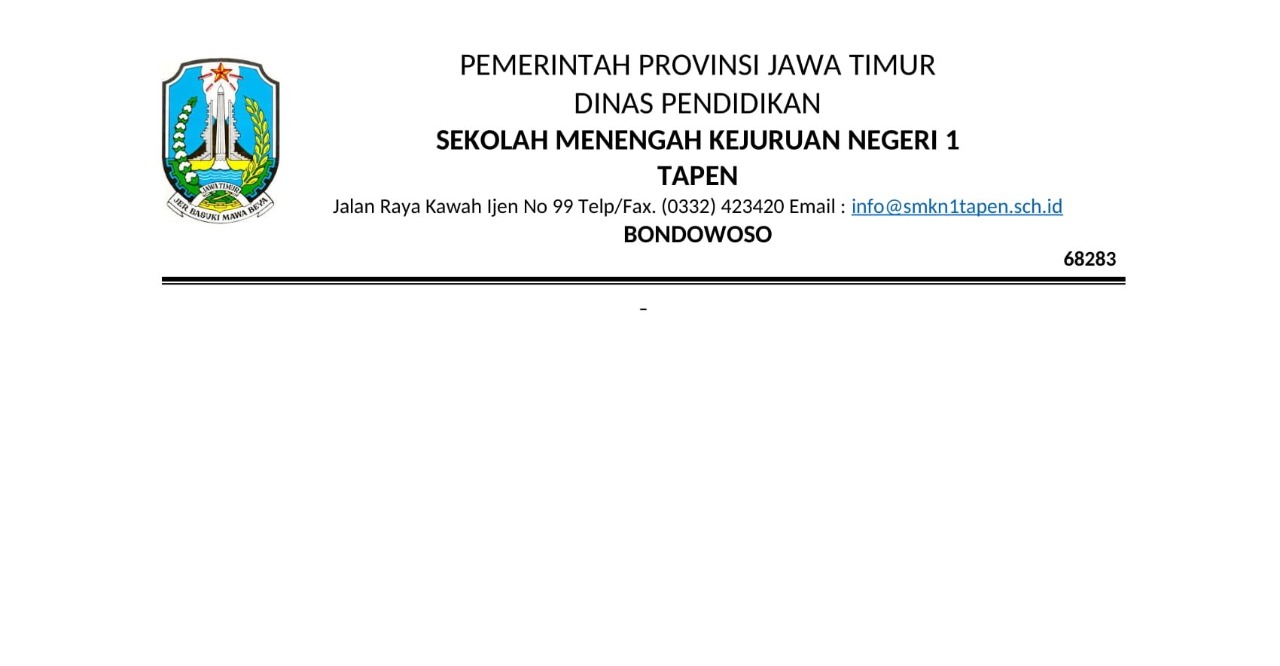 PEMERINTAH PROVINSI JAWA TIMUR
DINAS PENDIDIKAN
SEKOLAH MENENGAH KEJURUAN NEGERI 1
TAPEN
Jalan Raya Kawah Ijen No 99 Telp/Fax. (0332) 423420 Email : info@smkn1tapen.sch.id
BONDOWOSO
68283
-
JAWA TIMUR
JER BASUKI MAWA BEYA